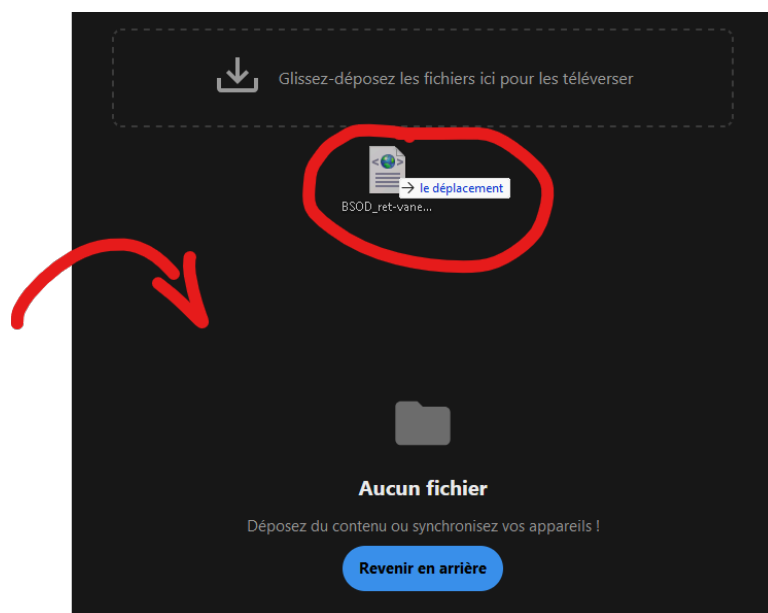 Glissez-déposez les fichiers ici pour les téléverser
→ le déplacement
BSOD_ret-vane...
Aucun fichier
Déposez du contenu ou synchronisez vos appareils !
Revenir en arrière